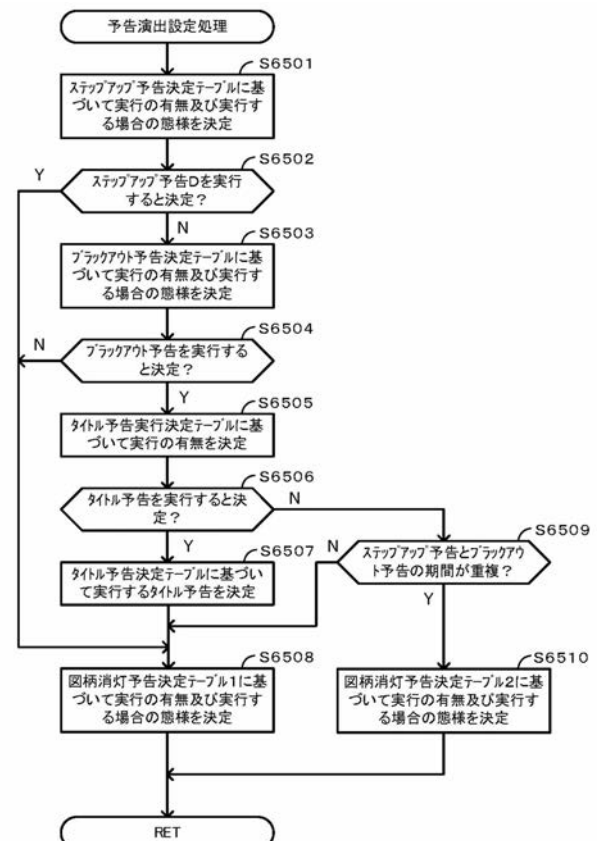 予告演出設定処理
S6501
ステップアップ予告決定テーブルに基
づいて実行の有無及び実行す
る場合の態様を決定
S6502
Y
ステップアップ予告Dを実行
すると決定？
N
S6503
ブラックアウト予告決定テーブルに基
づいて実行の有無及び実行す
る場合の態様を決定
S6504
N
ブラックアウト予告を実行する
と決定？
Y
S6505
タイトル予告実行決定テーブルに基
づいて実行の有無を決定
S6506
タイトル予告を実行すると決
定？
N
Y
S6507
タイトル予告決定テーブルに基づい
て実行するタイトル予告を決定
S6509
N
ステップアップ予告とブラックアウ
ト予告の期間が重複？
Y
S6508
図柄消灯予告決定テーブル1に基
づいて実行の有無及び実行す
る場合の態様を決定
S6510
図柄消灯予告決定テーブル2に基
づいて実行の有無及び実行す
る場合の態様を決定
RET